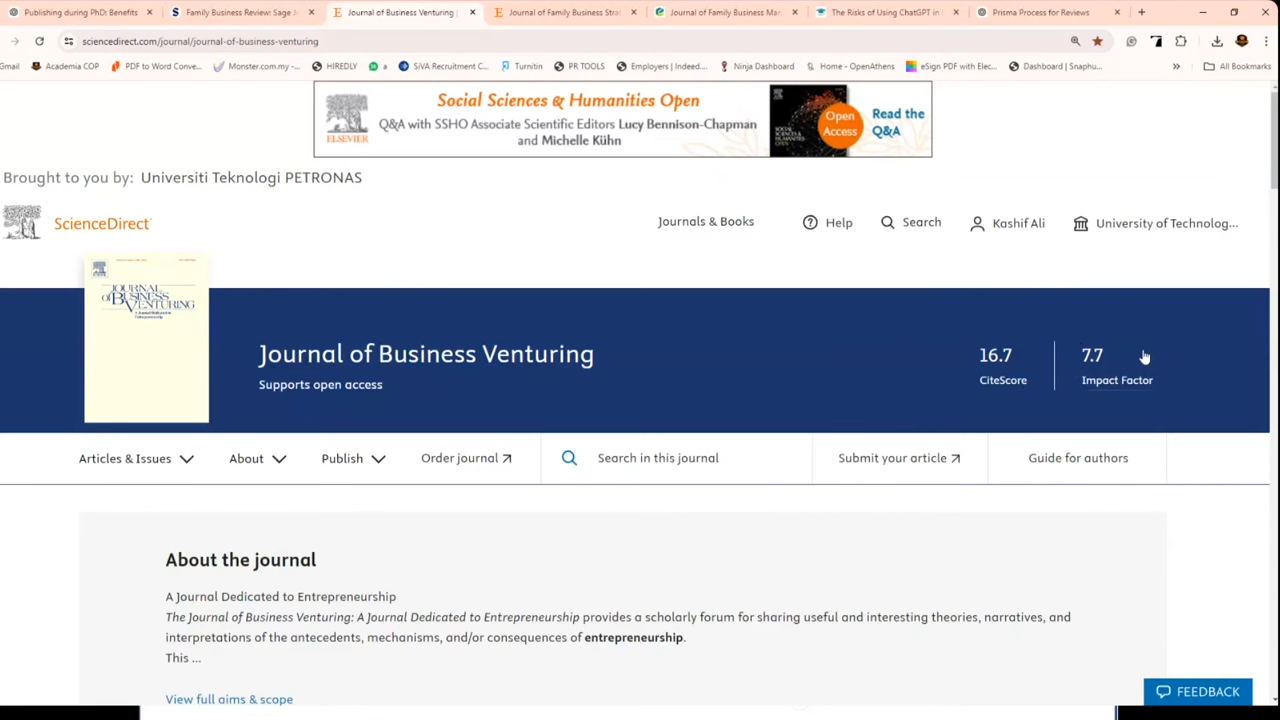 Publishing during PhD: Benefits
Family Business Review: Sage J
Journal of Business Venturing |
Journal of Family Business Stra
Journal of Family Business Ma
The Risks of Using ChatGPT in
Prisma Process for Reviews
sciencedirect.com/journal/journal-of-business-venturing
Gmail
Academia COP
PDF to Word Conve...
Monster.com.my -...
HIREDLY
a
SiVA Recruitment C...
Turnitin
PR TOOLS
Employers | Indeed....
Ninja Dashboard
Home - OpenAthens
eSign PDF with Elec...
Dashboard | Snaphu...
»
All Bookmarks
ELSEVIER
Social Sciences & Humanities Open
Q&A with SSHO Associate Scientific Editors Lucy Bennison-Chapman
and Michelle Kühn
Open
Access
Read the
Q&A
Brought to you by: Universiti Teknologi PETRONAS
ScienceDirect
Journals & Books
Help
Search
Kashif Ali
University of Technolog...
JOURNAL
OF BUSINESS
VENTURING
Journal of Business Venturing
Supports open access
16.7
CiteScore
7.7
Impact Factor
Articles & Issues
About
Publish
Order journal
Search in this journal
Submit your article
Guide for authors
About the journal
A Journal Dedicated to Entrepreneurship
The Journal of Business Venturing: A Journal Dedicated to Entrepreneurship provides a scholarly forum for sharing useful and interesting theories, narratives, and
interpretations of the antecedents, mechanisms, and/or consequences of entrepreneurship.
This ...
View full aims & scope
FEEDBACK